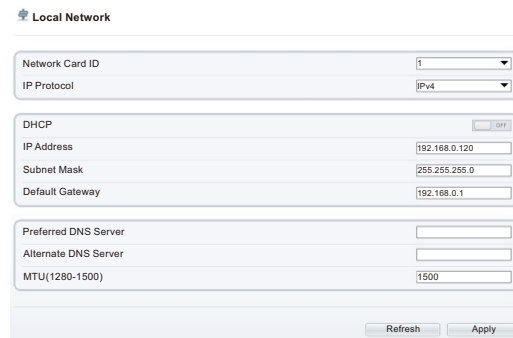 Local Network
Network Card ID 1
IP Protocol IPv4
DHCP OFF
IP Address 192.168.0.120
Subnet Mask 255.255.255.0
Default Gateway 192.168.0.1
Preferred DNS Server
Alternate DNS Server
MTU(1280-1500) 1500
Refresh Apply